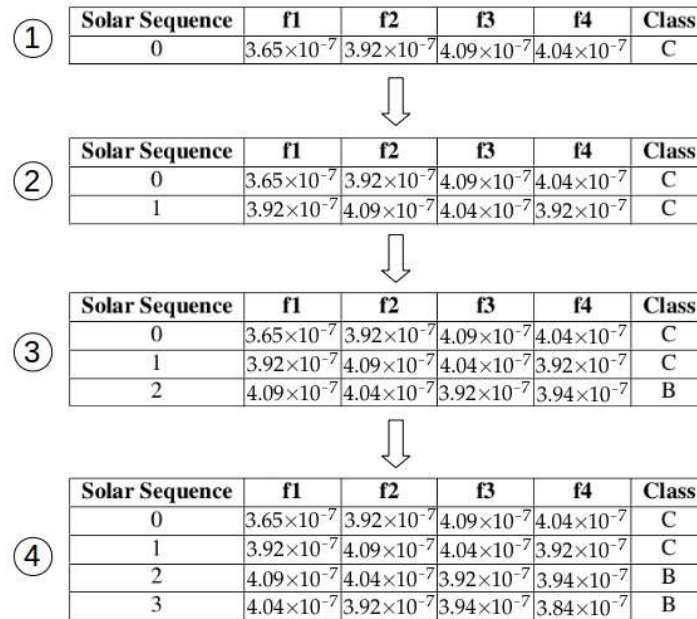 ①
Solar Sequence f1 f2 f3 f4 Class
0 3.65×10⁻⁷ 3.92×10⁻⁷ 4.09×10⁻⁷ 4.04×10⁻⁷ C
②
Solar Sequence f1 f2 f3 f4 Class
0 3.65×10⁻⁷ 3.92×10⁻⁷ 4.09×10⁻⁷ 4.04×10⁻⁷ C
1 3.92×10⁻⁷ 4.09×10⁻⁷ 4.04×10⁻⁷ 3.92×10⁻⁷ C
③
Solar Sequence f1 f2 f3 f4 Class
0 3.65×10⁻⁷ 3.92×10⁻⁷ 4.09×10⁻⁷ 4.04×10⁻⁷ C
1 3.92×10⁻⁷ 4.09×10⁻⁷ 4.04×10⁻⁷ 3.92×10⁻⁷ C
2 4.09×10⁻⁷ 4.04×10⁻⁷ 3.92×10⁻⁷ 3.94×10⁻⁷ B
④
Solar Sequence f1 f2 f3 f4 Class
0 3.65×10⁻⁷ 3.92×10⁻⁷ 4.09×10⁻⁷ 4.04×10⁻⁷ C
1 3.92×10⁻⁷ 4.09×10⁻⁷ 4.04×10⁻⁷ 3.92×10⁻⁷ C
2 4.09×10⁻⁷ 4.04×10⁻⁷ 3.92×10⁻⁷ 3.94×10⁻⁷ B
3 4.04×10⁻⁷ 3.92×10⁻⁷ 3.94×10⁻⁷ 3.84×10⁻⁷ B